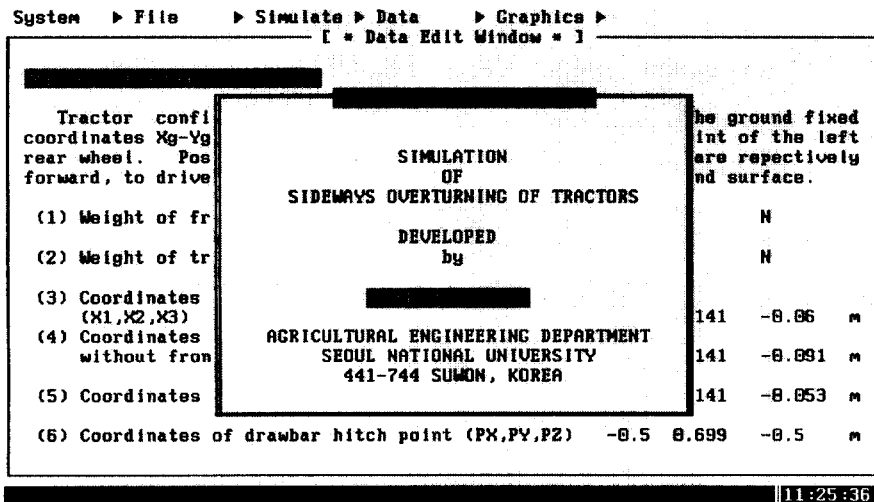 System ▶ File ▶ Simulate ▶ Data ▶ Graphics ▶
[ * Data Edit Window * ]
Tractor confi
he ground fixed
coordinates Xg-Yg
int of the left
rear wheel. Pos
are repectively
forward, to drive
nd surface.
(1) Weight of fr
N
(2) Weight of tr
N
(3) Coordinates
(X1,X2,X3)
141 -0.06 m
(4) Coordinates
without fron
141 -0.091 m
(5) Coordinates
141 -0.053 m
(6) Coordinates of drawbar hitch point (PX,PY,PZ) -0.5 0.699 -0.5 m
SIMULATION
OF
SIDEWAYS OVERTURNING OF TRACTORS
DEVELOPED
by
AGRICULTURAL ENGINEERING DEPARTMENT
SEOUL NATIONAL UNIVERSITY
441-744 SUWON, KOREA
11:25:36